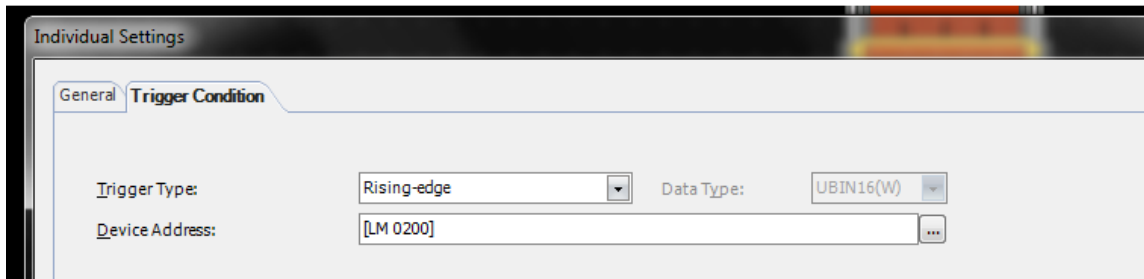 Individual Settings
General Trigger Condition
Trigger Type: Rising-edge Data Type: UBIN16(W)
Device Address: [LM 0200] ...